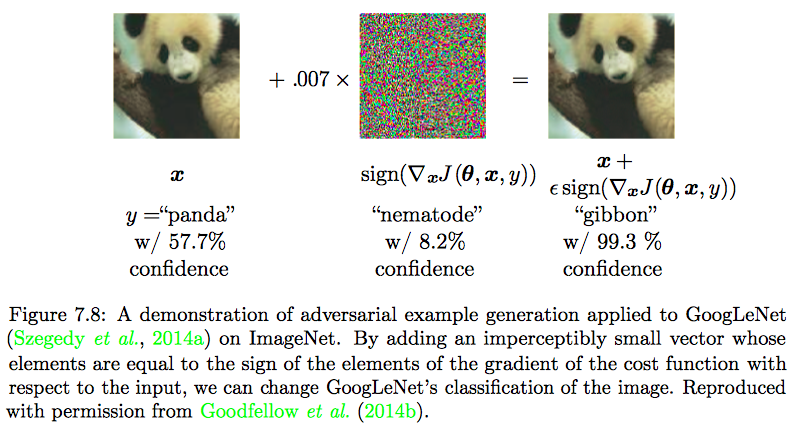 + .007 ×
=
x
sign(∇ₓJ(θ, x, y))
x +
ϵ sign(∇ₓJ(θ, x, y))
y =“panda”
“nematode”
“gibbon”
w/ 57.7%
w/ 8.2%
w/ 99.3 %
confidence
confidence
confidence
Figure 7.8: A demonstration of adversarial example generation applied to GoogLeNet
(Szegedy et al., 2014a) on ImageNet. By adding an imperceptibly small vector whose
elements are equal to the sign of the elements of the gradient of the cost function with
respect to the input, we can change GoogLeNet’s classification of the image. Reproduced
with permission from Goodfellow et al. (2014b).